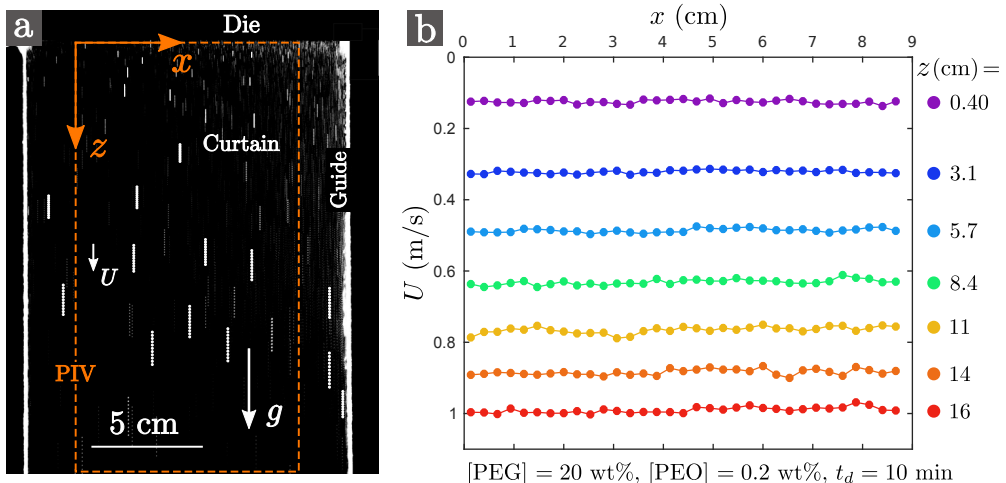 a
Die
x
z
Curtain
Guide
U
PIV
5 cm
g
b
x (cm)
0 1 2 3 4 5 6 7 8 9
z(cm) =
0
0.2
0.4
0.6
0.8
1
U (m/s)
0.40
3.1
5.7
8.4
11
14
16
[PEG] = 20 wt%, [PEO] = 0.2 wt%, t_d = 10 min